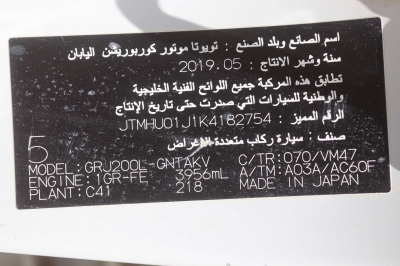 اسم الصانع وبلد الصنع : تويوتا موتور كوربوريشن اليابان
سنة وشهر الانتاج : 2019.05
تطابق هذه المركبة جميع اللوائح الفنية الخليجية
والوطنية للسيارات التي صدرت حتى تاريخ الإنتاج
الرقم المميز : JTMHU01J1K4182754
صنف : سيارة ركاب متعددة الاغراض
5
MODEL: GRJ200L-GNTAKV C/TR: 070/VM47
ENGINE: 1GR-FE 3956mL A/TM: A03A/AC60F
PLANT: C41 218 MADE IN JAPAN